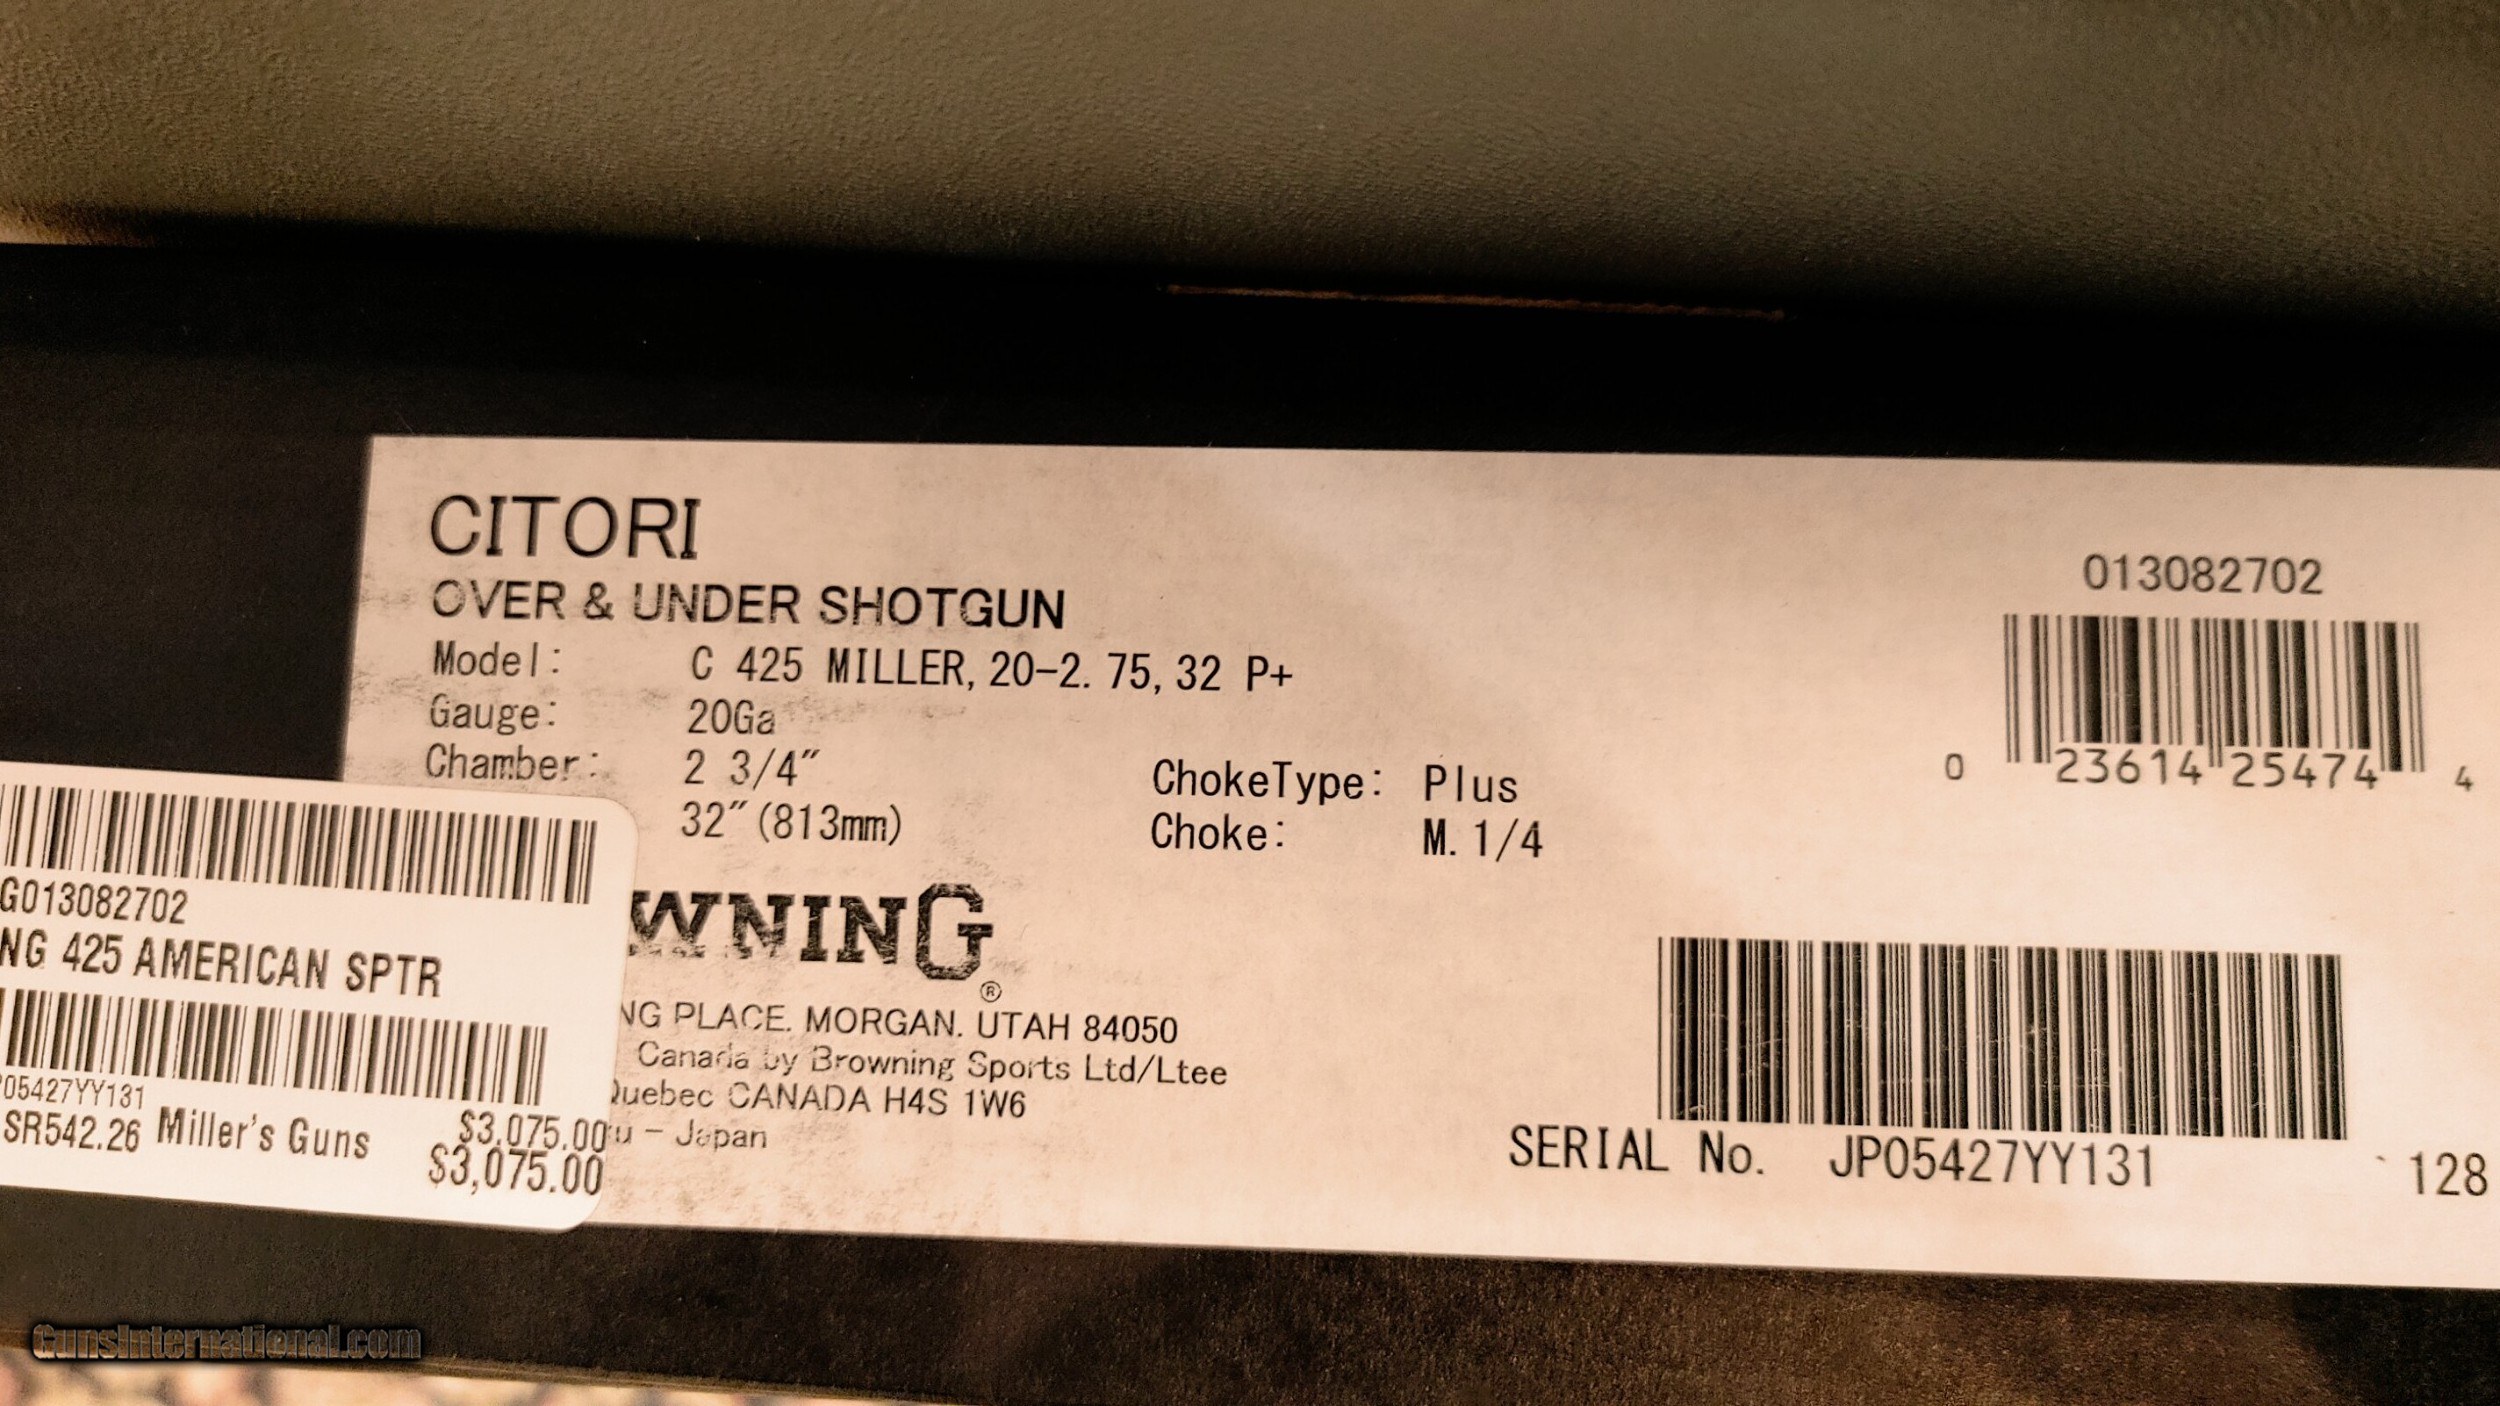 CITORI
OVER & UNDER SHOTGUN
Model: C 425 MILLER, 20-2.75, 32 P+
Gauge: 20Ga
Chamber: 2 3/4"
32"(813mm)
ChokeType: Plus
Choke: M.1/4
WNING®
NG PLACE. MORGAN. UTAH 84050
Canada by Browning Sports Ltd/Ltee
Quebec CANADA H4S 1W6
u - Japan
013082702
0 23614 25474 4
SERIAL No. JP05427YY131
128
G013082702
NG 425 AMERICAN SPTR
P05427YY131
SR542.26 Miller's Guns
$3,075.00
$3,075.00
GunsInternational.com